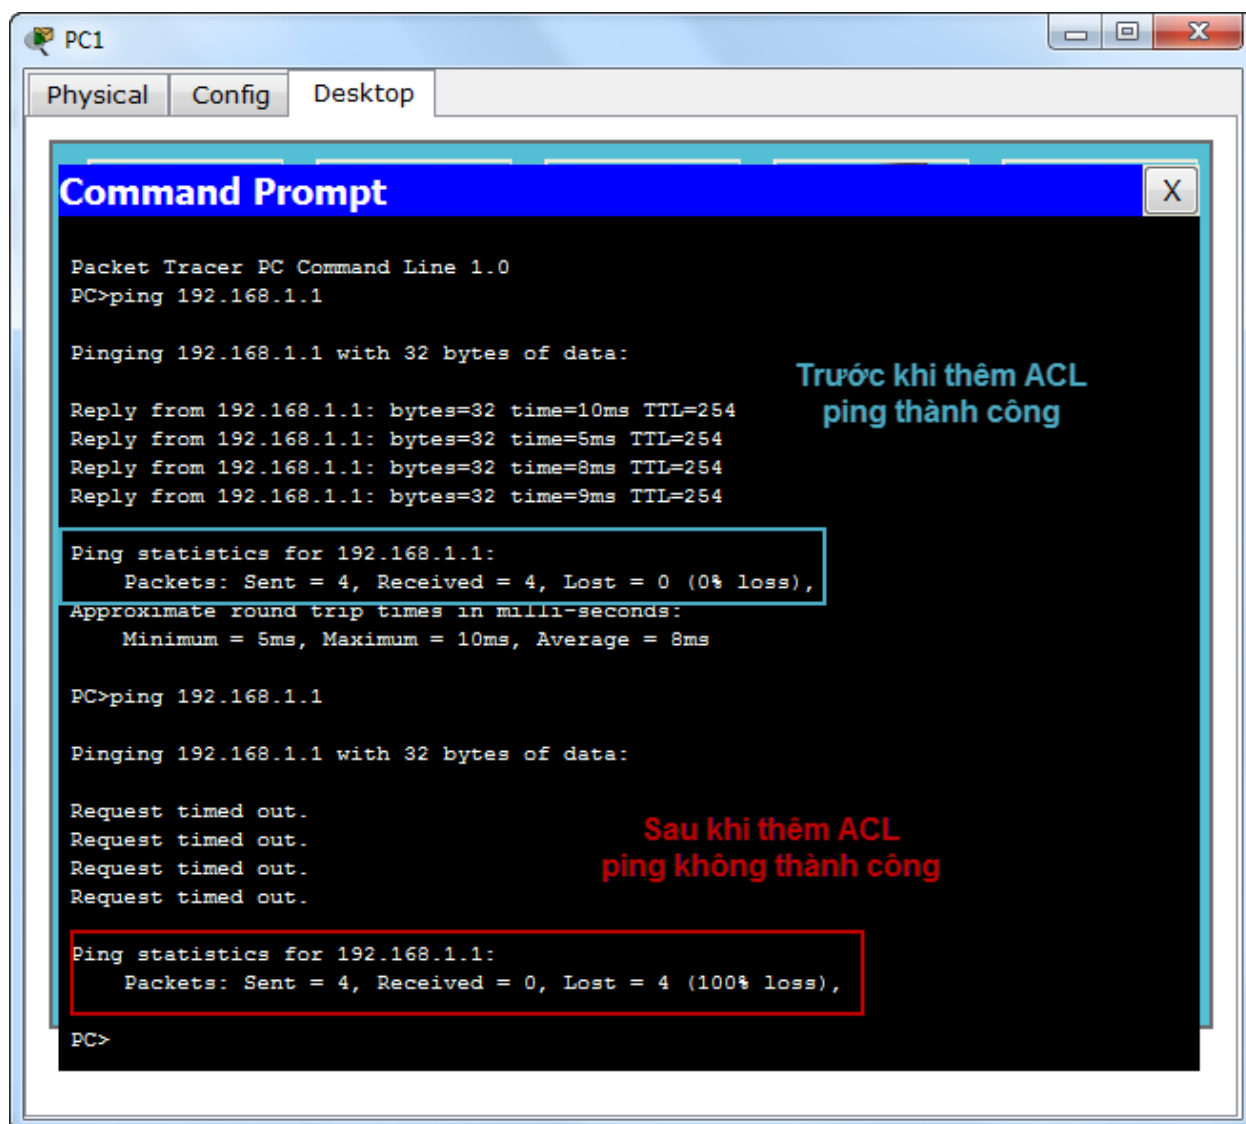 PC1
Physical Config Desktop
Command Prompt X
Packet Tracer PC Command Line 1.0
PC>ping 192.168.1.1
Pinging 192.168.1.1 with 32 bytes of data:
Trước khi thêm ACL
ping thành công
Reply from 192.168.1.1: bytes=32 time=10ms TTL=254
Reply from 192.168.1.1: bytes=32 time=5ms TTL=254
Reply from 192.168.1.1: bytes=32 time=8ms TTL=254
Reply from 192.168.1.1: bytes=32 time=9ms TTL=254
Ping statistics for 192.168.1.1:
Packets: Sent = 4, Received = 4, Lost = 0 (0% loss),
Approximate round trip times in milli-seconds:
Minimum = 5ms, Maximum = 10ms, Average = 8ms
PC>ping 192.168.1.1
Pinging 192.168.1.1 with 32 bytes of data:
Request timed out.
Request timed out.
Request timed out.
Request timed out.
Sau khi thêm ACL
ping không thành công
Ping statistics for 192.168.1.1:
Packets: Sent = 4, Received = 0, Lost = 4 (100% loss),
PC>